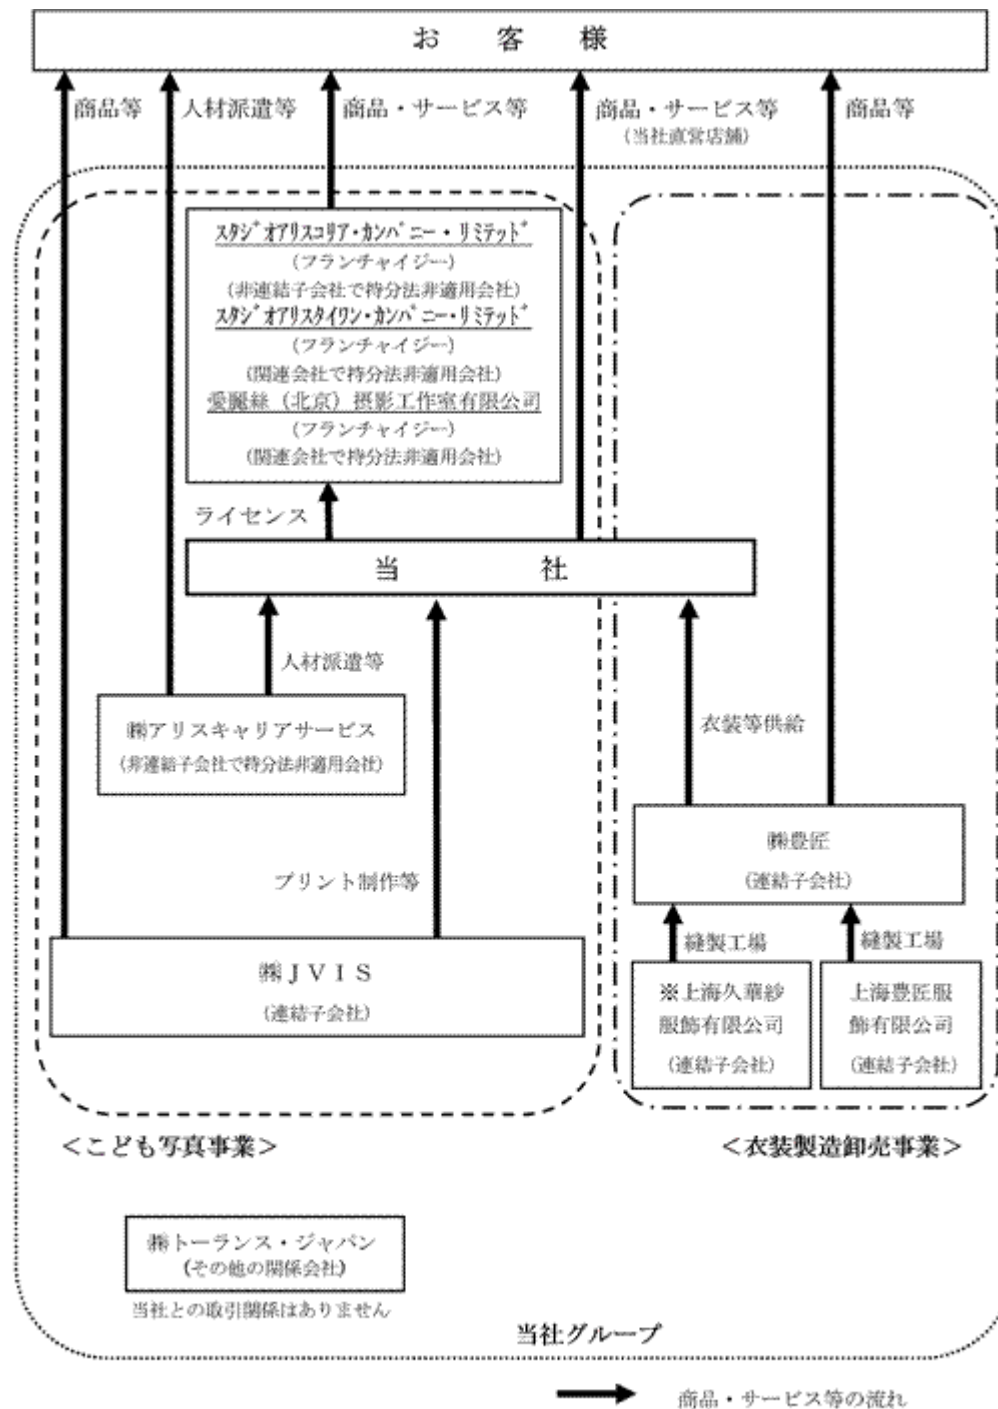 お客様
商品等
人材派遣等
商品・サービス等
商品・サービス等
(当社直営店舗)
商品等
スタジオアリスコリア・カンパニー・リミテッド
(フランチャイジー)
(非連結子会社で持分法非適用会社)
スタジオアリスタイワン・カンパニー・リミテッド
(フランチャイジー)
(関連会社で持分法非適用会社)
愛麗絲(北京)摂影工作室有限公司
(フランチャイジー)
(関連会社で持分法非適用会社)
ライセンス
当社
人材派遣等
㈱アリスキャリアサービス
(非連結子会社で持分法非適用会社)
衣装等供給
㈱豊匠
(連結子会社)
プリント制作等
縫製工場
縫製工場
㈱JVIS
(連結子会社)
※上海久華紗
服飾有限公司
(連結子会社)
上海豊匠服
飾有限公司
(連結子会社)
<こども写真事業>
<衣装製造卸売事業>
㈱トーランス・ジャパン
(その他の関係会社)
当社との取引関係はありません
当社グループ
商品・サービス等の流れ